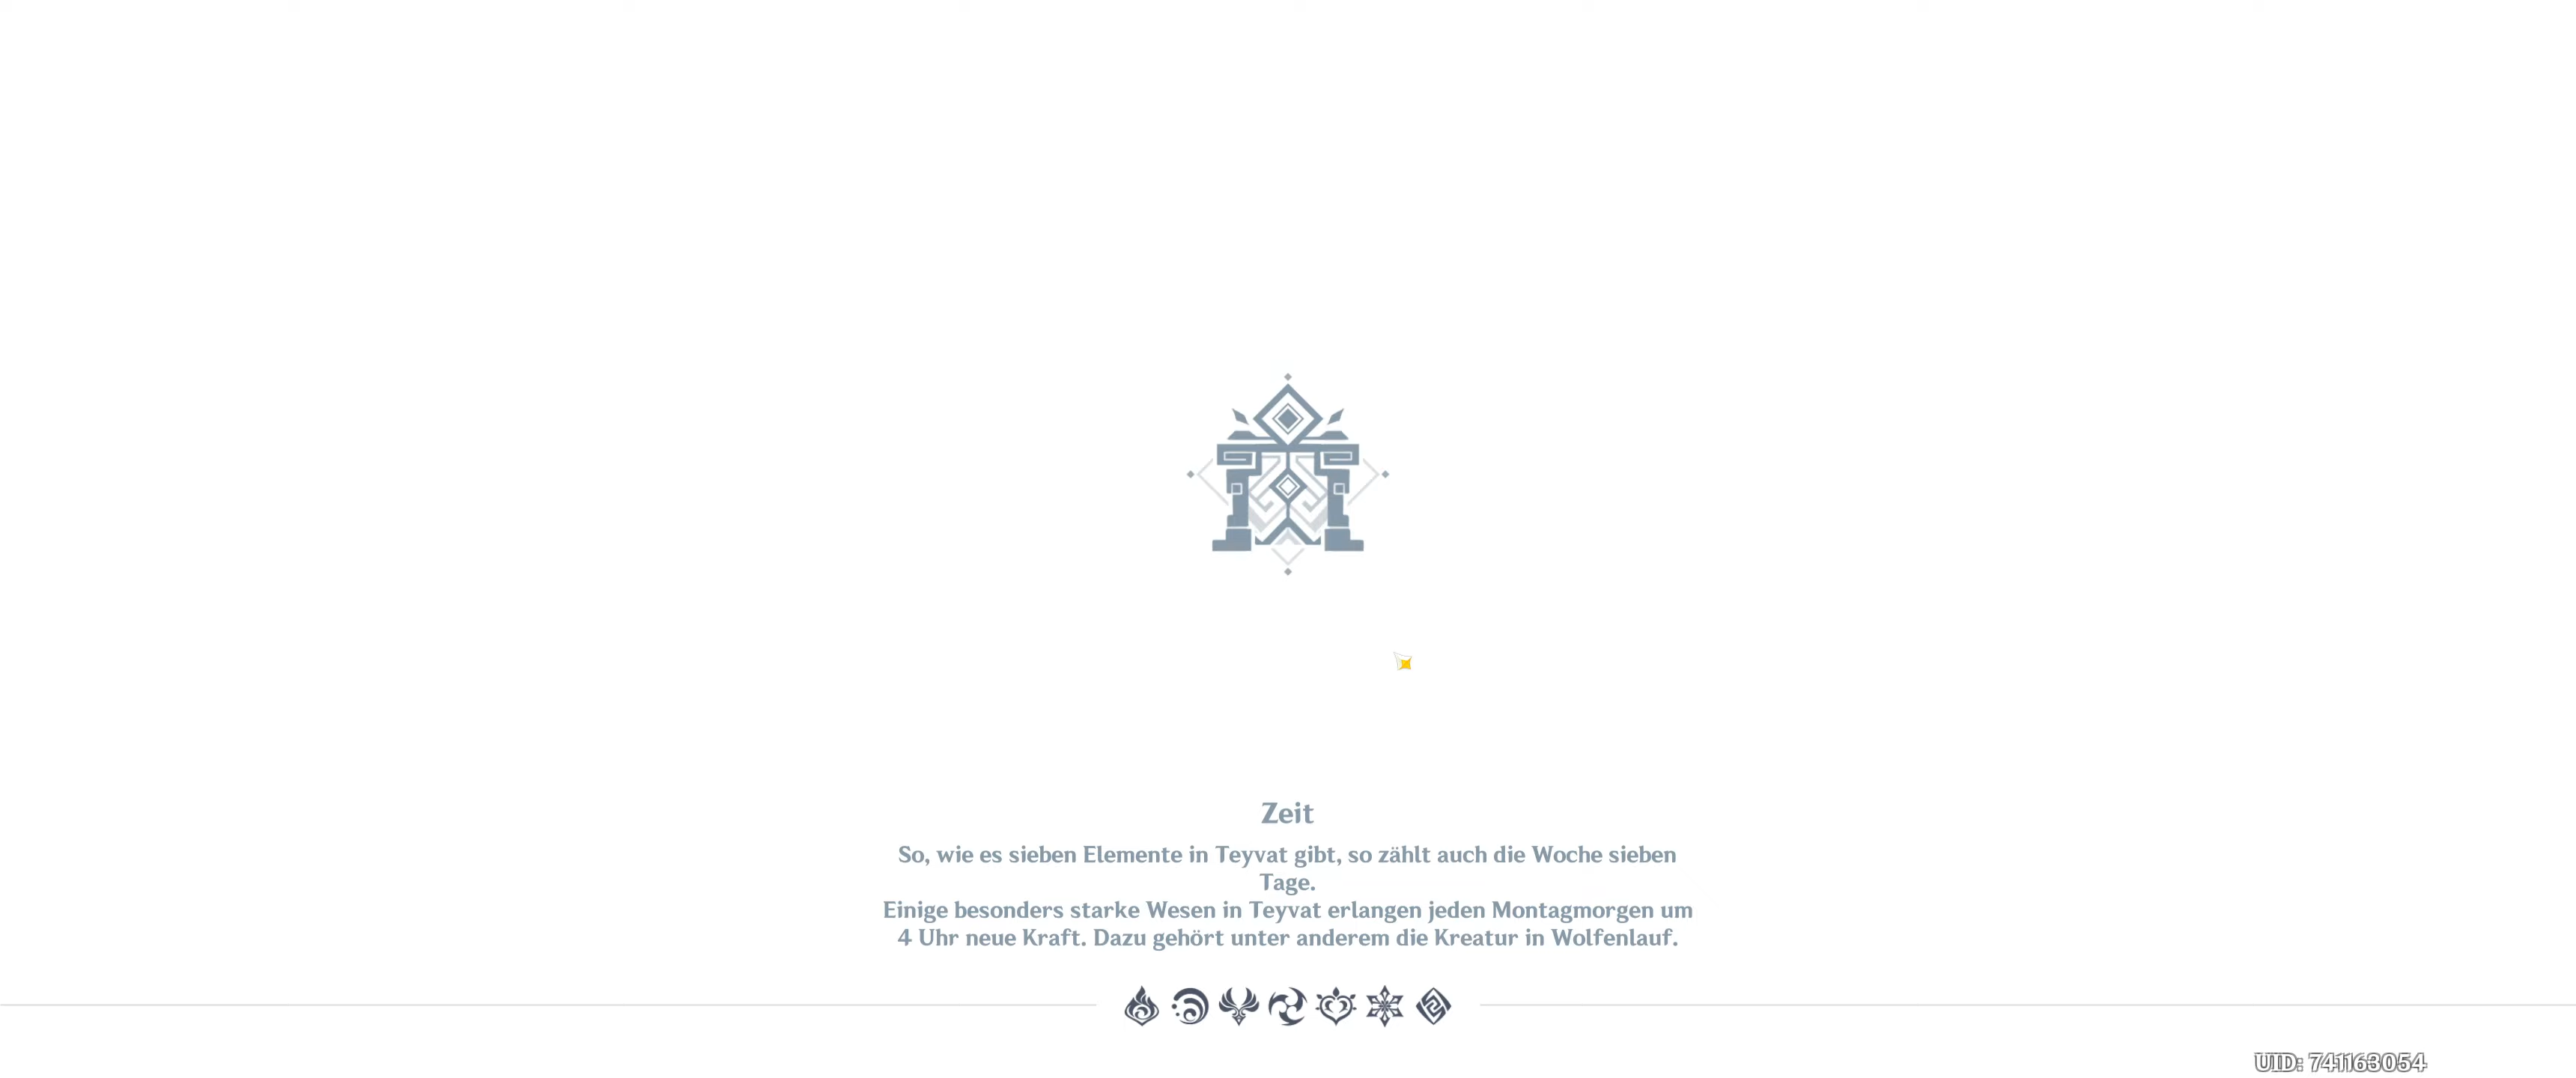 Zeit
So, wie es sieben Elemente in Teyvat gibt, so zählt auch die Woche sieben
Tage.
Einige besonders starke Wesen in Teyvat erlangen jeden Montagmorgen um
4 Uhr neue Kraft. Dazu gehört unter anderem die Kreatur in Wolfenlauf.
UID: 741163054